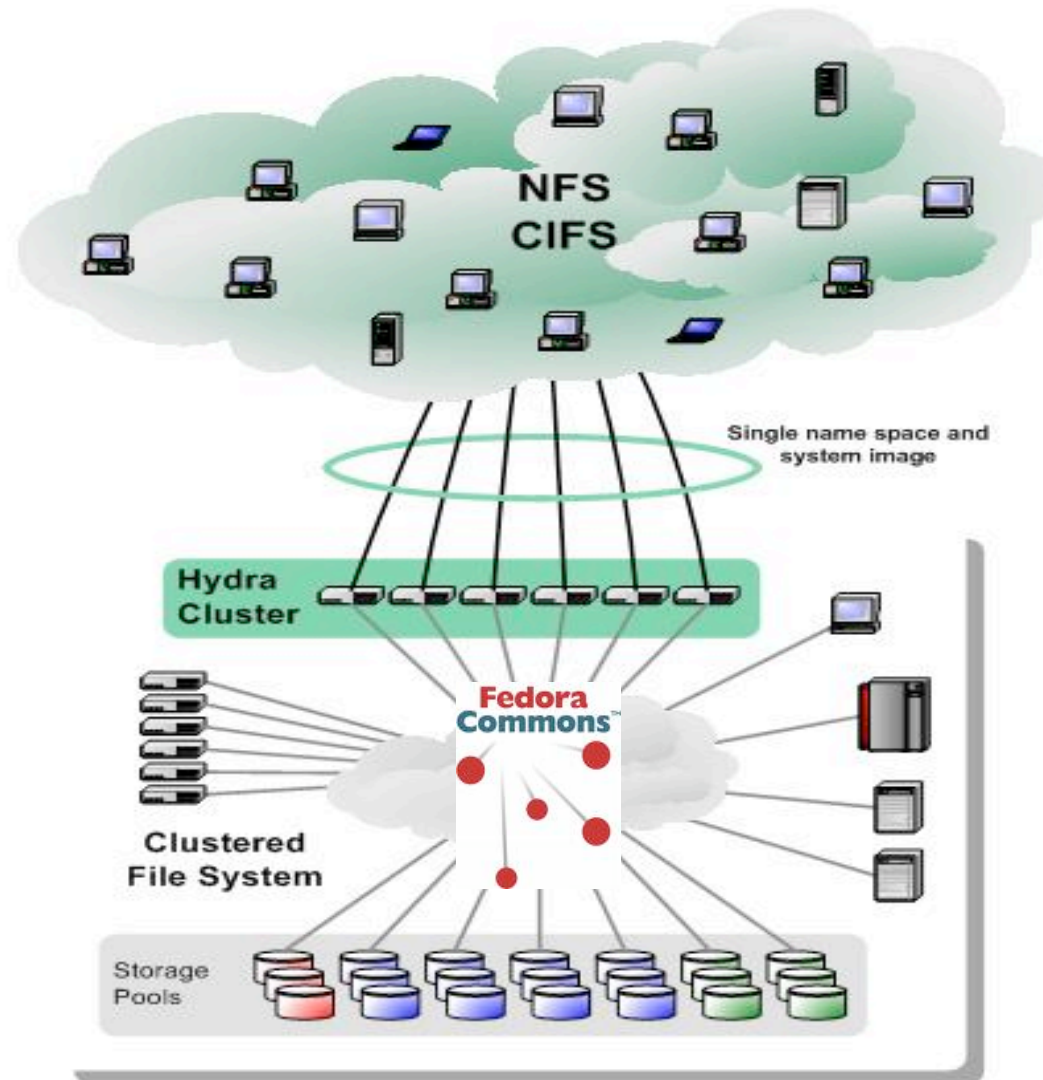 NFS
CIFS
Single name space and
system image
Hydra
Cluster
Fedora
Commons™
Clustered
File System
Storage
Pools